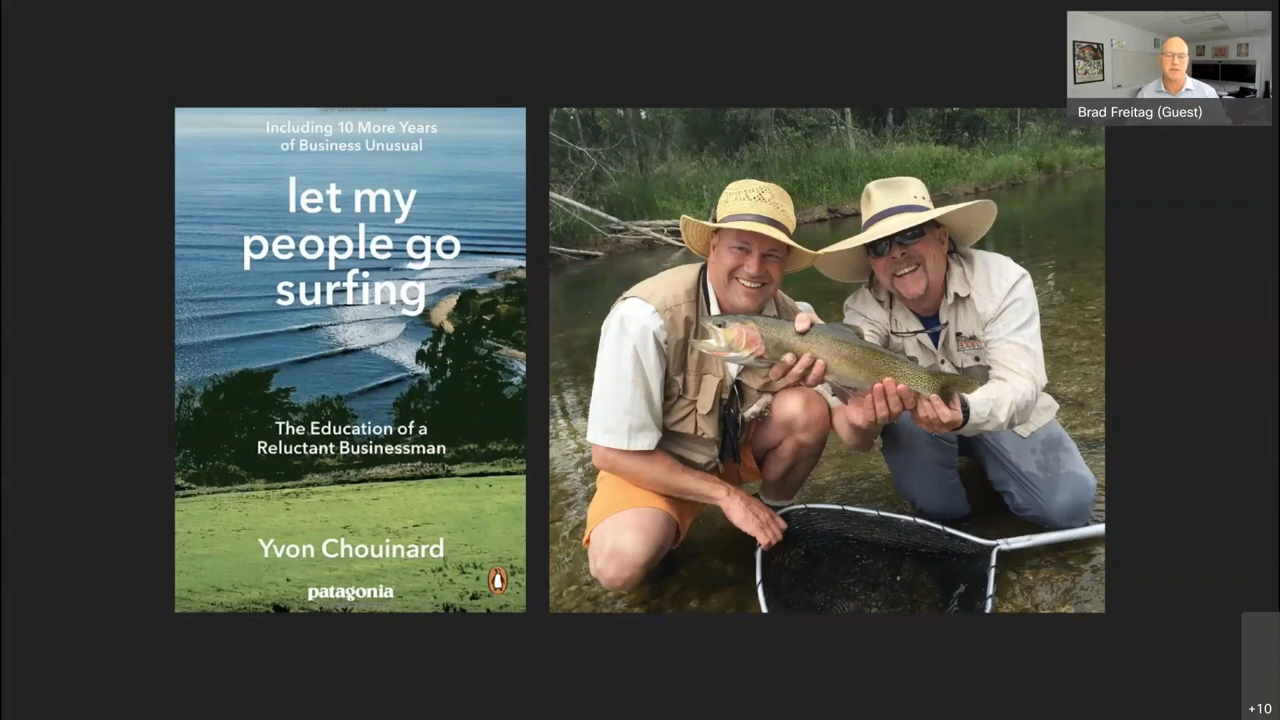 Including 10 More Years
of Business Unusual
let my
people go
surfing
The Education of a
Reluctant Businessman
Yvon Chouinard
patagonia
Brad Freitag (Guest)
+10